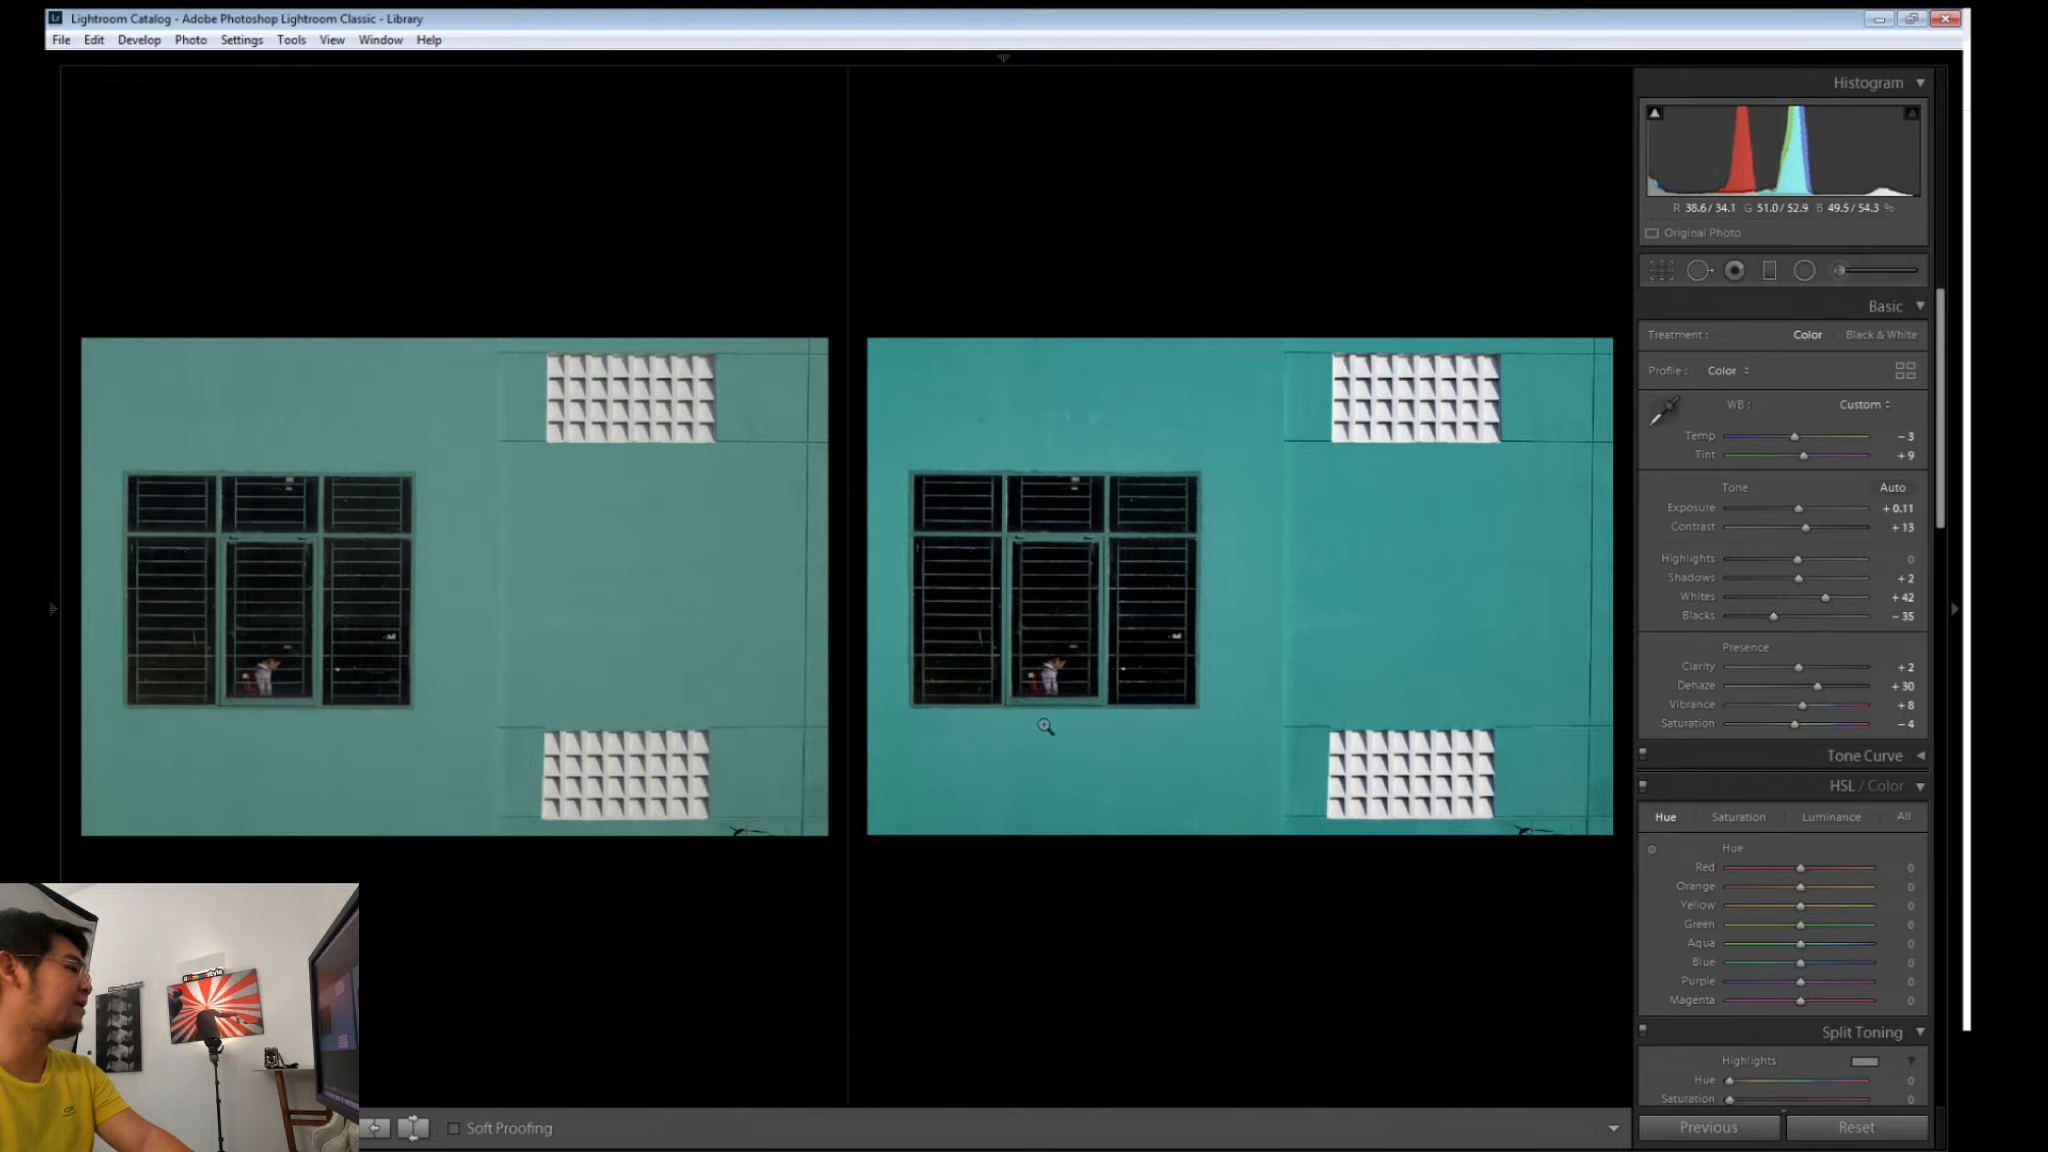 Lightroom Catalog - Adobe Photoshop Lightroom Classic - Library
File Edit Develop Photo Settings Tools View Window Help
Histogram
R 38.6 / 34.1 G 51.0 / 52.9 B 49.5 / 54.3 %
Original Photo
Basic
Treatment : Color Black & White
Profile : Color
WB : Custom
Temp - 3
Tint + 9
Tone Auto
Exposure + 0.11
Contrast + 13
Highlights 0
Shadows + 2
Whites + 42
Blacks - 35
Presence
Clarity + 2
Dehaze + 30
Vibrance + 8
Saturation - 4
Tone Curve
HSL / Color
Hue Saturation Luminance All
Hue
Red 0
Orange 0
Yellow 0
Green 0
Aqua 0
Blue 0
Purple 0
Magenta 0
Split Toning
Highlights
Hue 0
Saturation 0
Soft Proofing
Previous Reset